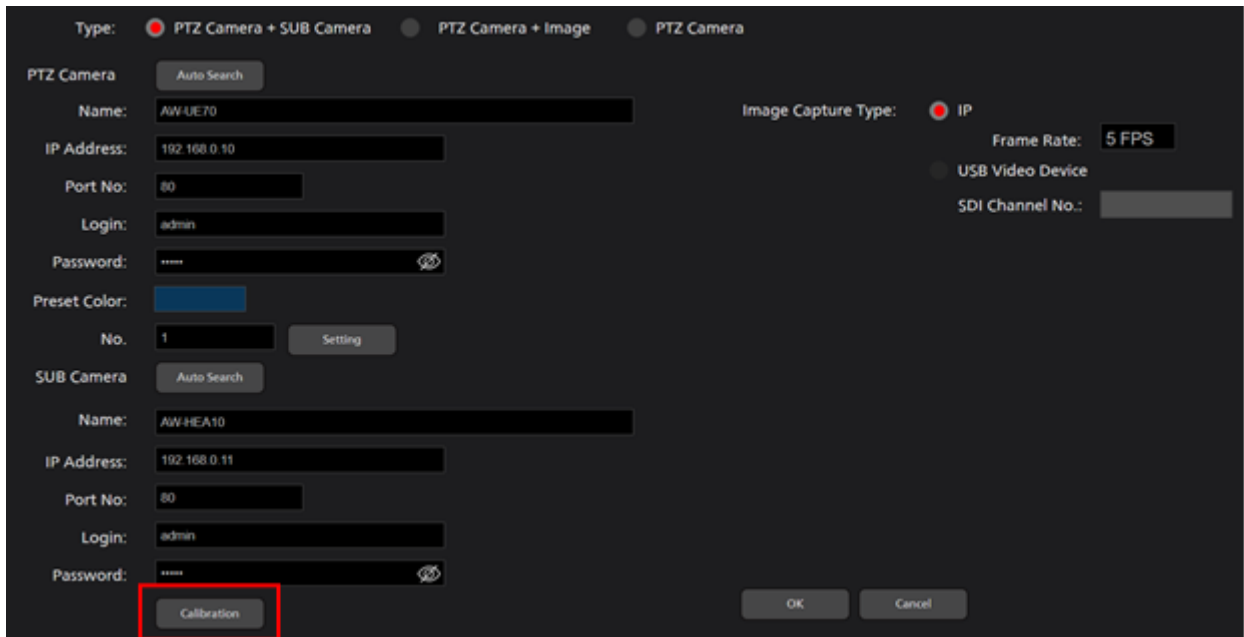 Type: PTZ Camera + SUB Camera PTZ Camera + Image PTZ Camera
PTZ Camera Auto Search
Name: AW-UE70
IP Address: 192.168.0.10
Port No: 80
Login: admin
Password: ••••••
Preset Color:
No. 1 Setting
SUB Camera Auto Search
Name: AW-HEA10
IP Address: 192.168.0.11
Port No: 80
Login: admin
Password: •••••
Calibration
Image Capture Type: IP
Frame Rate: 5 FPS
USB Video Device
SDI Channel No.:
OK Cancel